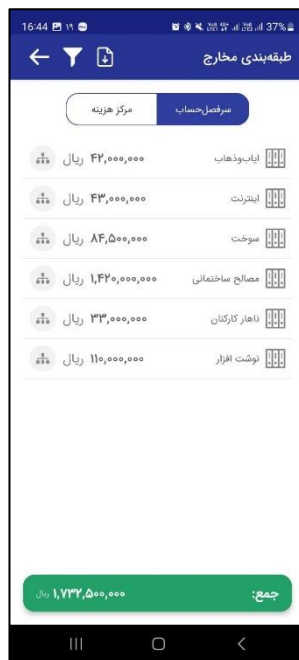 16:44 ۱۹ 37%
طبقه‌بندی مخارج
سرفصل‌حساب مرکز هزینه
ایاب‌وذهاب ۴۲,۰۰۰,۰۰۰ ریال
اینترنت ۴۳,۰۰۰,۰۰۰ ریال
سوخت ۸۴,۵۰۰,۰۰۰ ریال
مصالح ساختمانی ۱,۴۲۰,۰۰۰,۰۰۰ ریال
ناهار کارکنان ۳۳,۰۰۰,۰۰۰ ریال
نوشت افزار ۱۱۰,۰۰۰,۰۰۰ ریال
جمع: ۱,۷۳۲,۵۰۰,۰۰۰ ریال